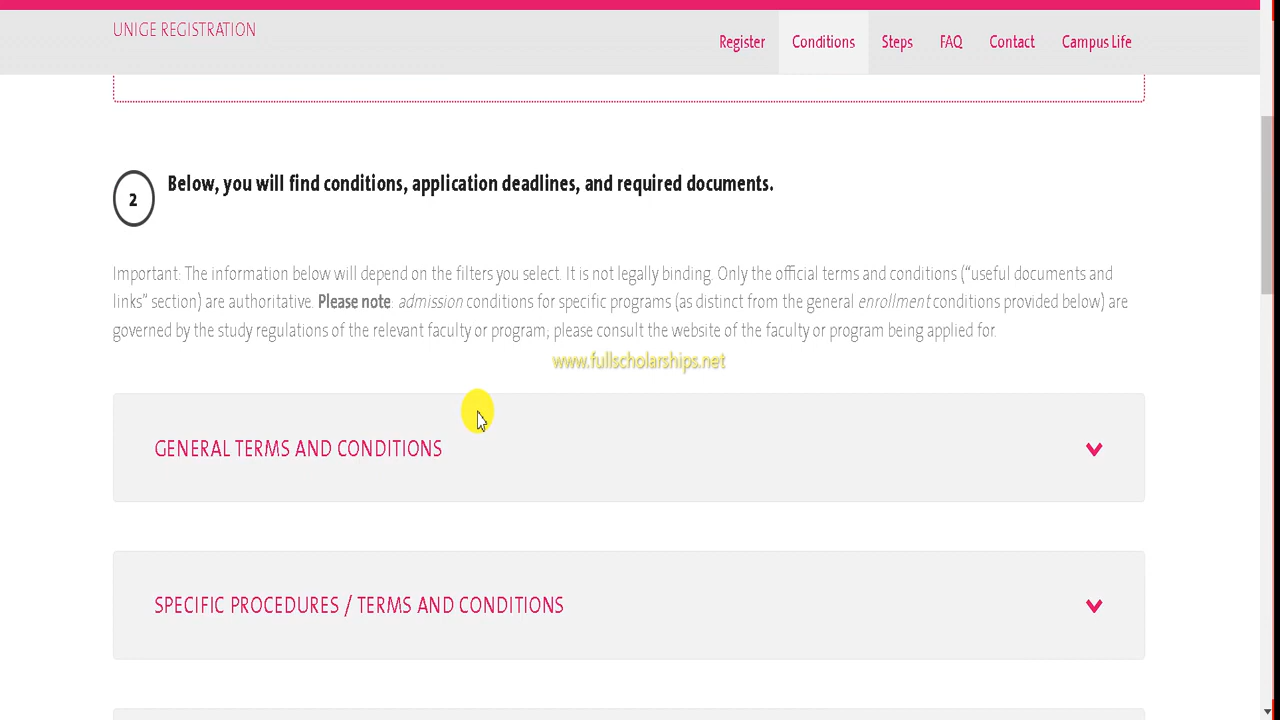 UNIGE REGISTRATION
Register Conditions Steps FAQ Contact Campus Life
2 Below, you will find conditions, application deadlines, and required documents.
Important: The information below will depend on the filters you select. It is not legally binding. Only the official terms and conditions (“useful documents and
links” section) are authoritative. Please note: admission conditions for specific programs (as distinct from the general enrollment conditions provided below) are
governed by the study regulations of the relevant faculty or program; please consult the website of the faculty or program being applied for.
www.fullscholarships.net
GENERAL TERMS AND CONDITIONS
SPECIFIC PROCEDURES / TERMS AND CONDITIONS